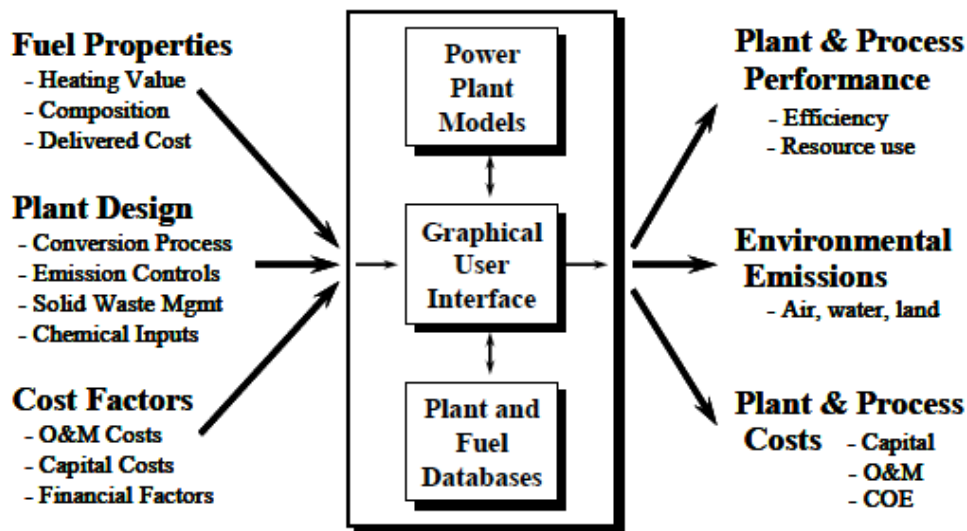 Fuel Properties
- Heating Value
- Composition
- Delivered Cost
Plant Design
- Conversion Process
- Emission Controls
- Solid Waste Mgmt
- Chemical Inputs
Cost Factors
- O&M Costs
- Capital Costs
- Financial Factors
Power
Plant
Models
Graphical
User
Interface
Plant and
Fuel
Databases
Plant & Process
Performance
- Efficiency
- Resource use
Environmental
Emissions
- Air, water, land
Plant & Process
Costs - Capital
- O&M
- COE